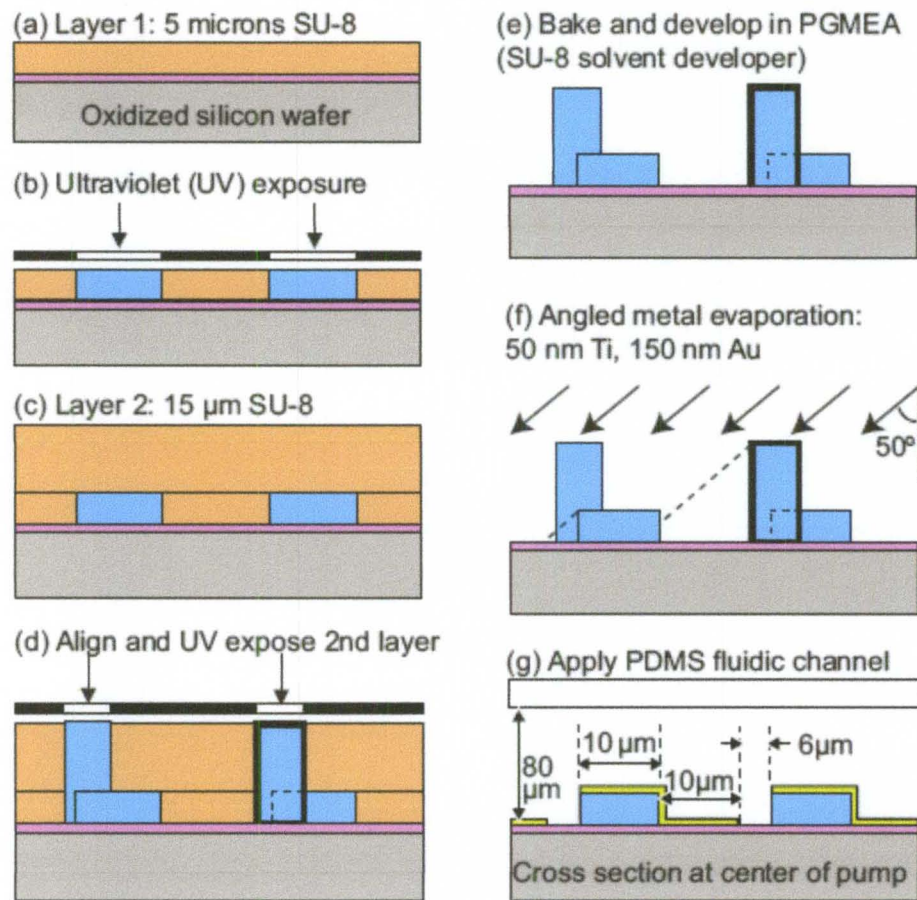 (a) Layer 1: 5 microns SU-8
Oxidized silicon wafer
(b) Ultraviolet (UV) exposure
(c) Layer 2: 15 µm SU-8
(d) Align and UV expose 2nd layer
(e) Bake and develop in PGMEA
(SU-8 solvent developer)
(f) Angled metal evaporation:
50 nm Ti, 150 nm Au
50º
(g) Apply PDMS fluidic channel
10 µm
6µm
80
µm
10µm
Cross section at center of pump